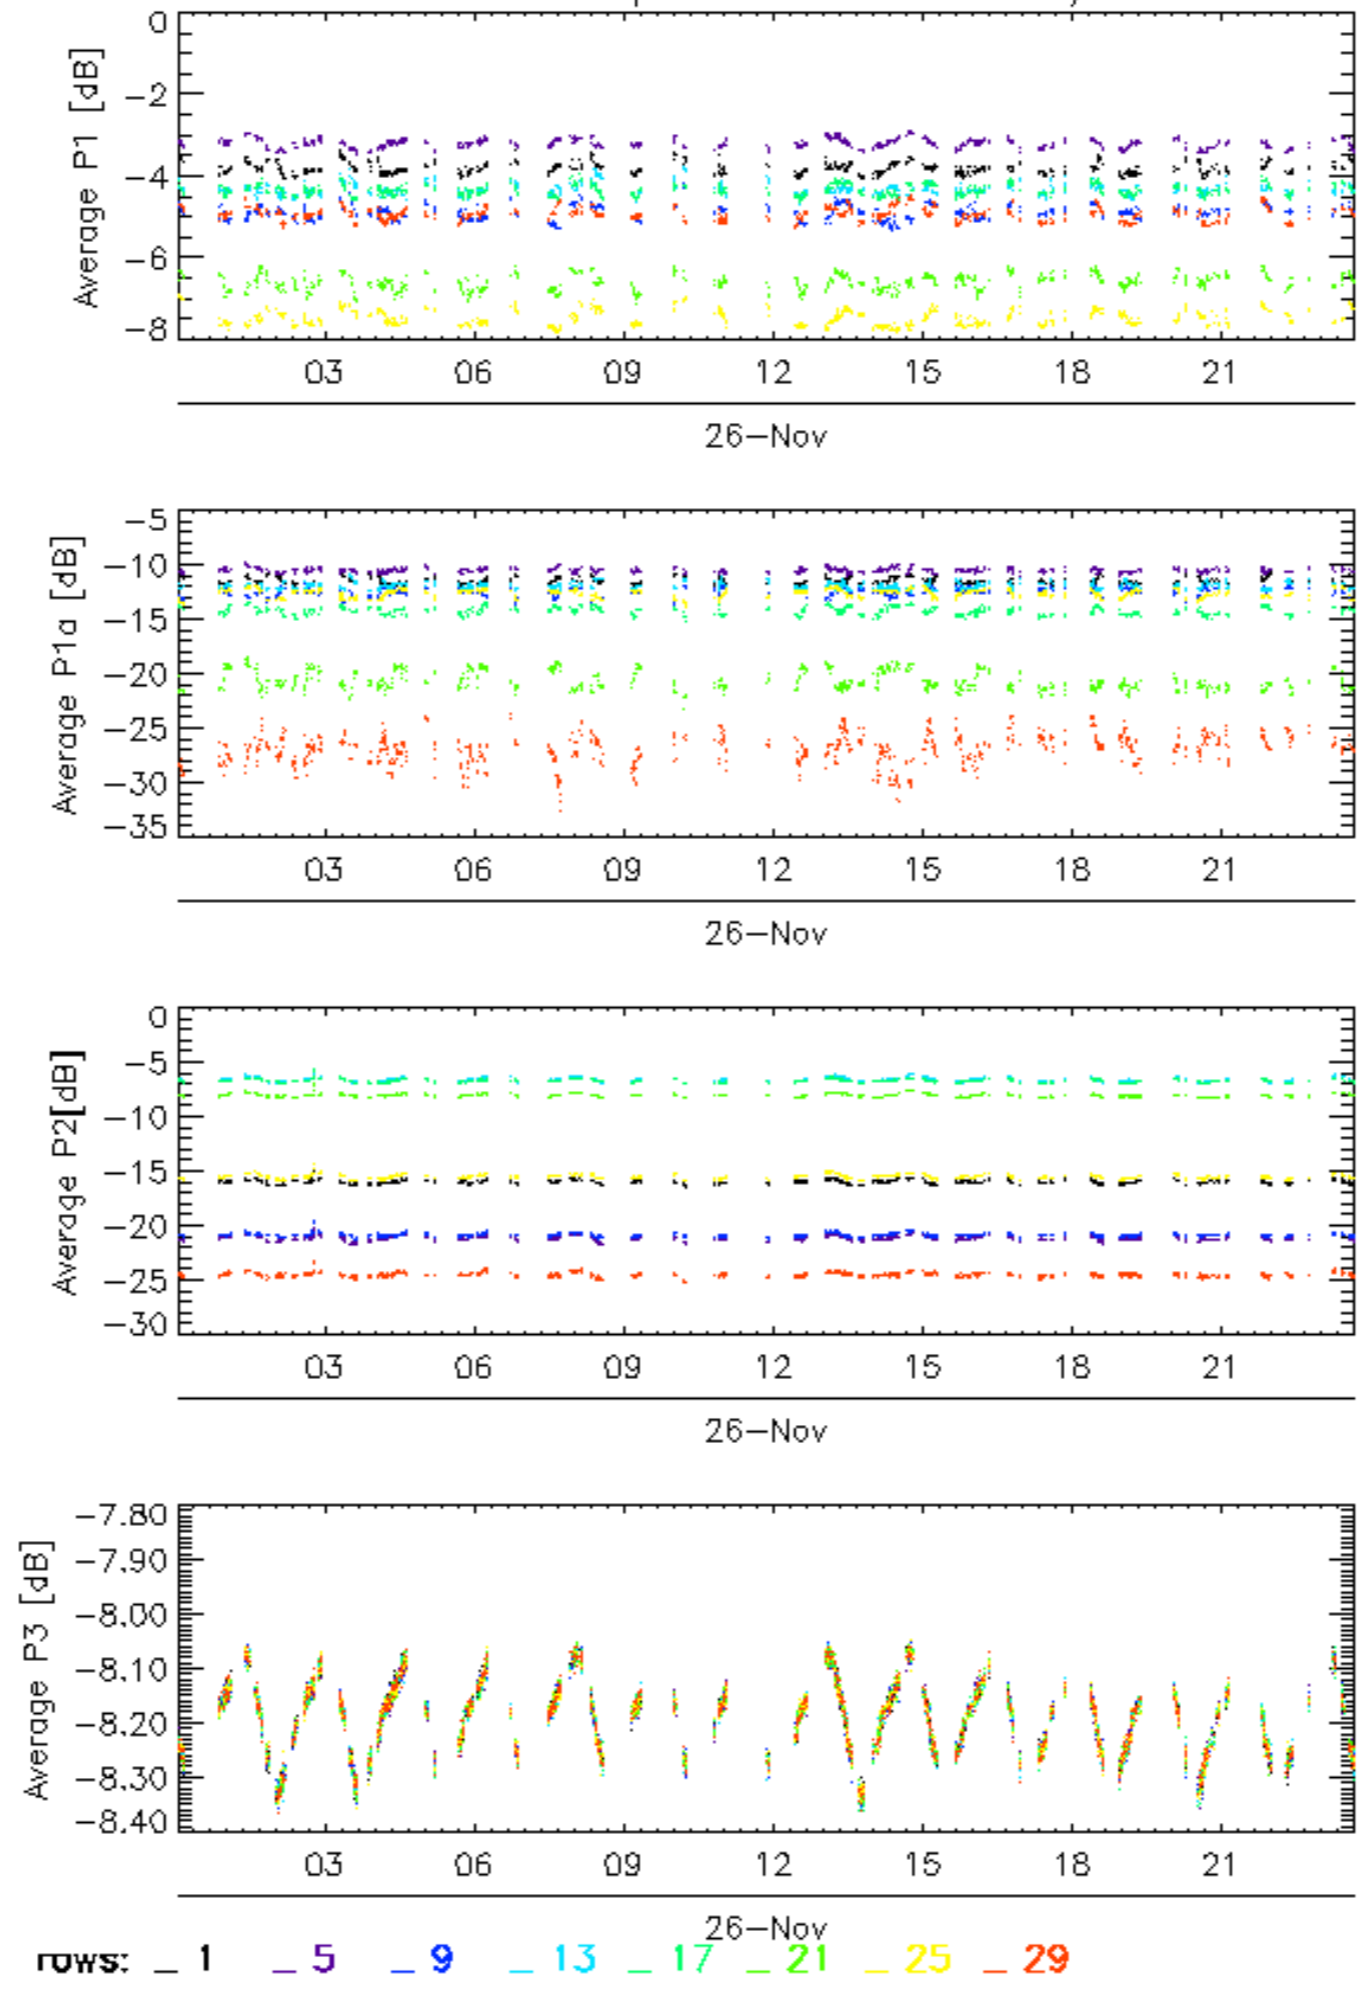 0
Average P1 [dB]
−2
−4
−6
−8
03 06 09 12 15 18 21
26−Nov
−5
Average P1a [dB]
−10
−15
−20
−25
−30
−35
03 06 09 12 15 18 21
26−Nov
0
Average P2[dB]
−5
−10
−15
−20
−25
−30
03 06 09 12 15 18 21
26−Nov
−7.80
Average P3 [dB]
−7.90
−8.00
−8.10
−8.20
−8.30
−8.40
03 06 09 12 15 18 21
26−Nov
rows: _ 1 _ 5 _ 9 _ 13 _ 17 _ 21 _ 25 _ 29